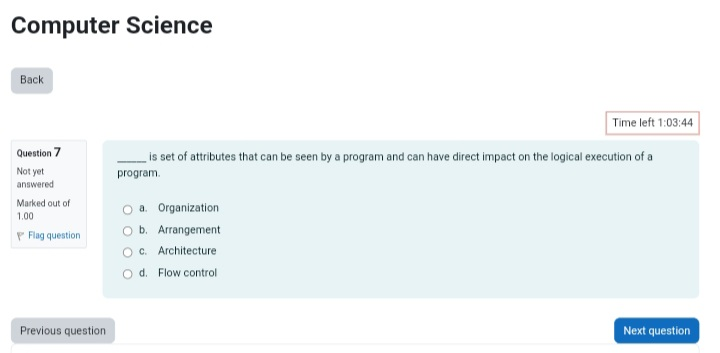 Computer Science
Back
Time left 1:03:44
Question 7
Not yet
answered
Marked out of
1.00
Flag question
_____ is set of attributes that can be seen by a program and can have direct impact on the logical execution of a
program.
a. Organization
b. Arrangement
c. Architecture
d. Flow control
Previous question
Next question